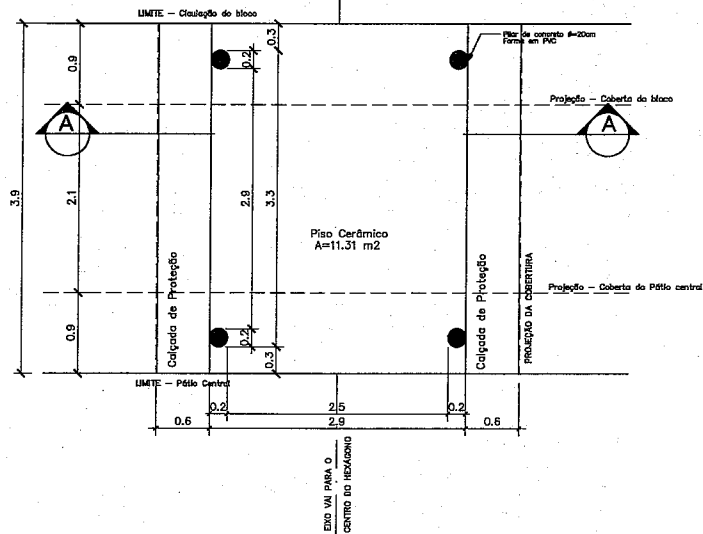 LIMITE — Ciculação do bloco
Pilar de concreto ø=20cm
Forma em PVC
0.3
0.2
0.9
Projeção — Coberta do bloco
A
A
3.9
2.1
2.9
3.3
Piso Cerâmico
A=11.31 m2
Calçada de Proteção
Calçada de Proteção
PROJEÇÃO DA COBERTURA
Projeção — Coberta do Pátio central
0.9
0.2
0.3
LIMITE — Pátio Central
0.2
2.5
0.2
0.6
2.9
0.6
EIXO VAI PARA O
CENTRO DO HEXÁGONO